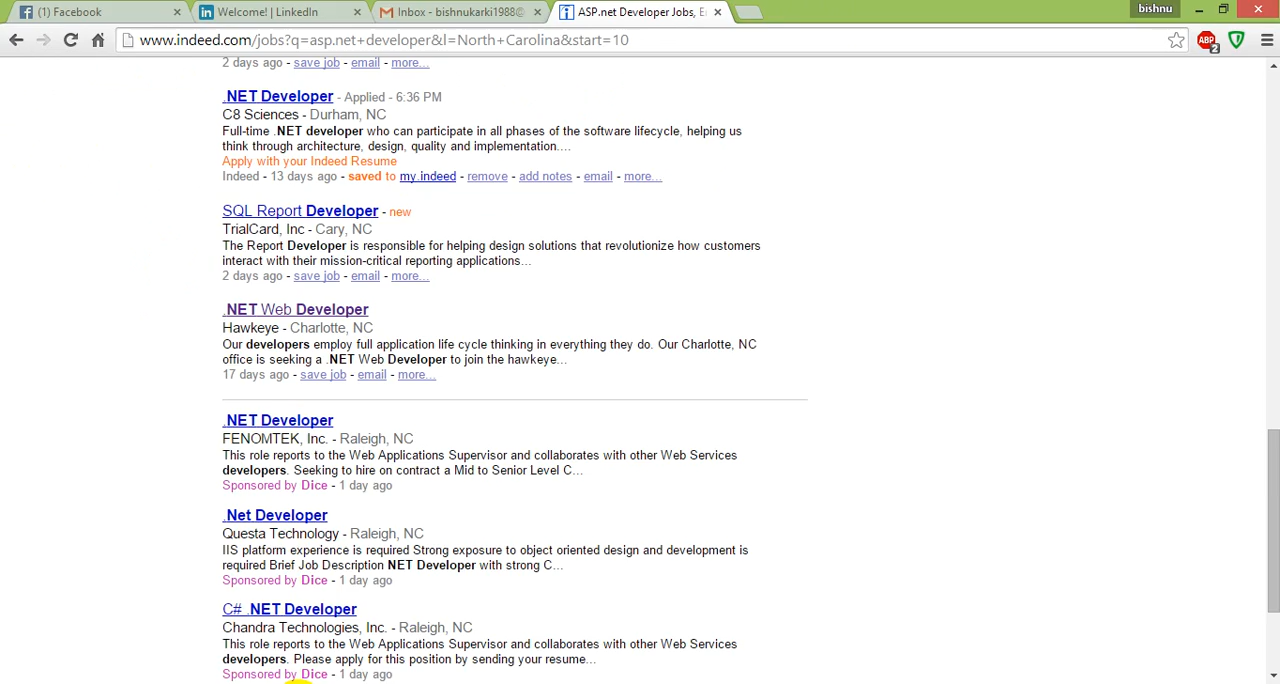 (1) Facebook
Welcome! | LinkedIn
Inbox - bishnukarki1988@
ASP.net Developer Jobs, E
bishnu
www.indeed.com/jobs?q=asp.net+developer&l=North+Carolina&start=10
ABP
2
2 days ago - save job - email - more...
.NET Developer - Applied - 6:36 PM
C8 Sciences - Durham, NC
Full-time .NET developer who can participate in all phases of the software lifecycle, helping us
think through architecture, design, quality and implementation....
Apply with your Indeed Resume
Indeed - 13 days ago - saved to my indeed - remove - add notes - email - more...
SQL Report Developer - new
TrialCard, Inc - Cary, NC
The Report Developer is responsible for helping design solutions that revolutionize how customers
interact with their mission-critical reporting applications...
2 days ago - save job - email - more...
.NET Web Developer
Hawkeye - Charlotte, NC
Our developers employ full application life cycle thinking in everything they do. Our Charlotte, NC
office is seeking a .NET Web Developer to join the hawkeye...
17 days ago - save job - email - more...
.NET Developer
FENOMTEK, Inc. - Raleigh, NC
This role reports to the Web Applications Supervisor and collaborates with other Web Services
developers. Seeking to hire on contract a Mid to Senior Level C...
Sponsored by Dice - 1 day ago
.Net Developer
Questa Technology - Raleigh, NC
IIS platform experience is required Strong exposure to object oriented design and development is
required Brief Job Description NET Developer with strong C...
Sponsored by Dice - 1 day ago
C# .NET Developer
Chandra Technologies, Inc. - Raleigh, NC
This role reports to the Web Applications Supervisor and collaborates with other Web Services
developers. Please apply for this position by sending your resume...
Sponsored by Dice - 1 day ago